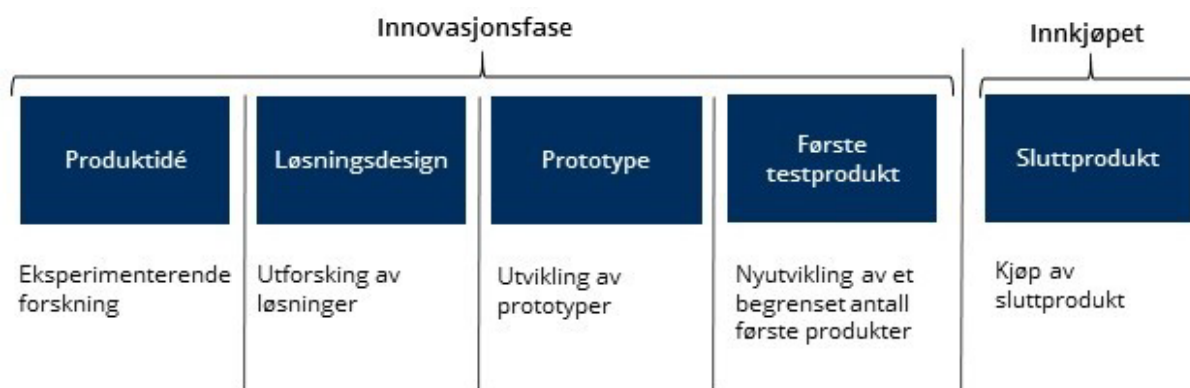 Innovasjonsfase
Innkjøpet
Produktidé
Løsningsdesign
Prototype
Første
testprodukt
Sluttprodukt
Eksperimenterende
forskning
Utforsking av
løsninger
Utvikling av
prototyper
Nyutvikling av et
begrenset antall
første produkter
Kjøp av
sluttprodukt